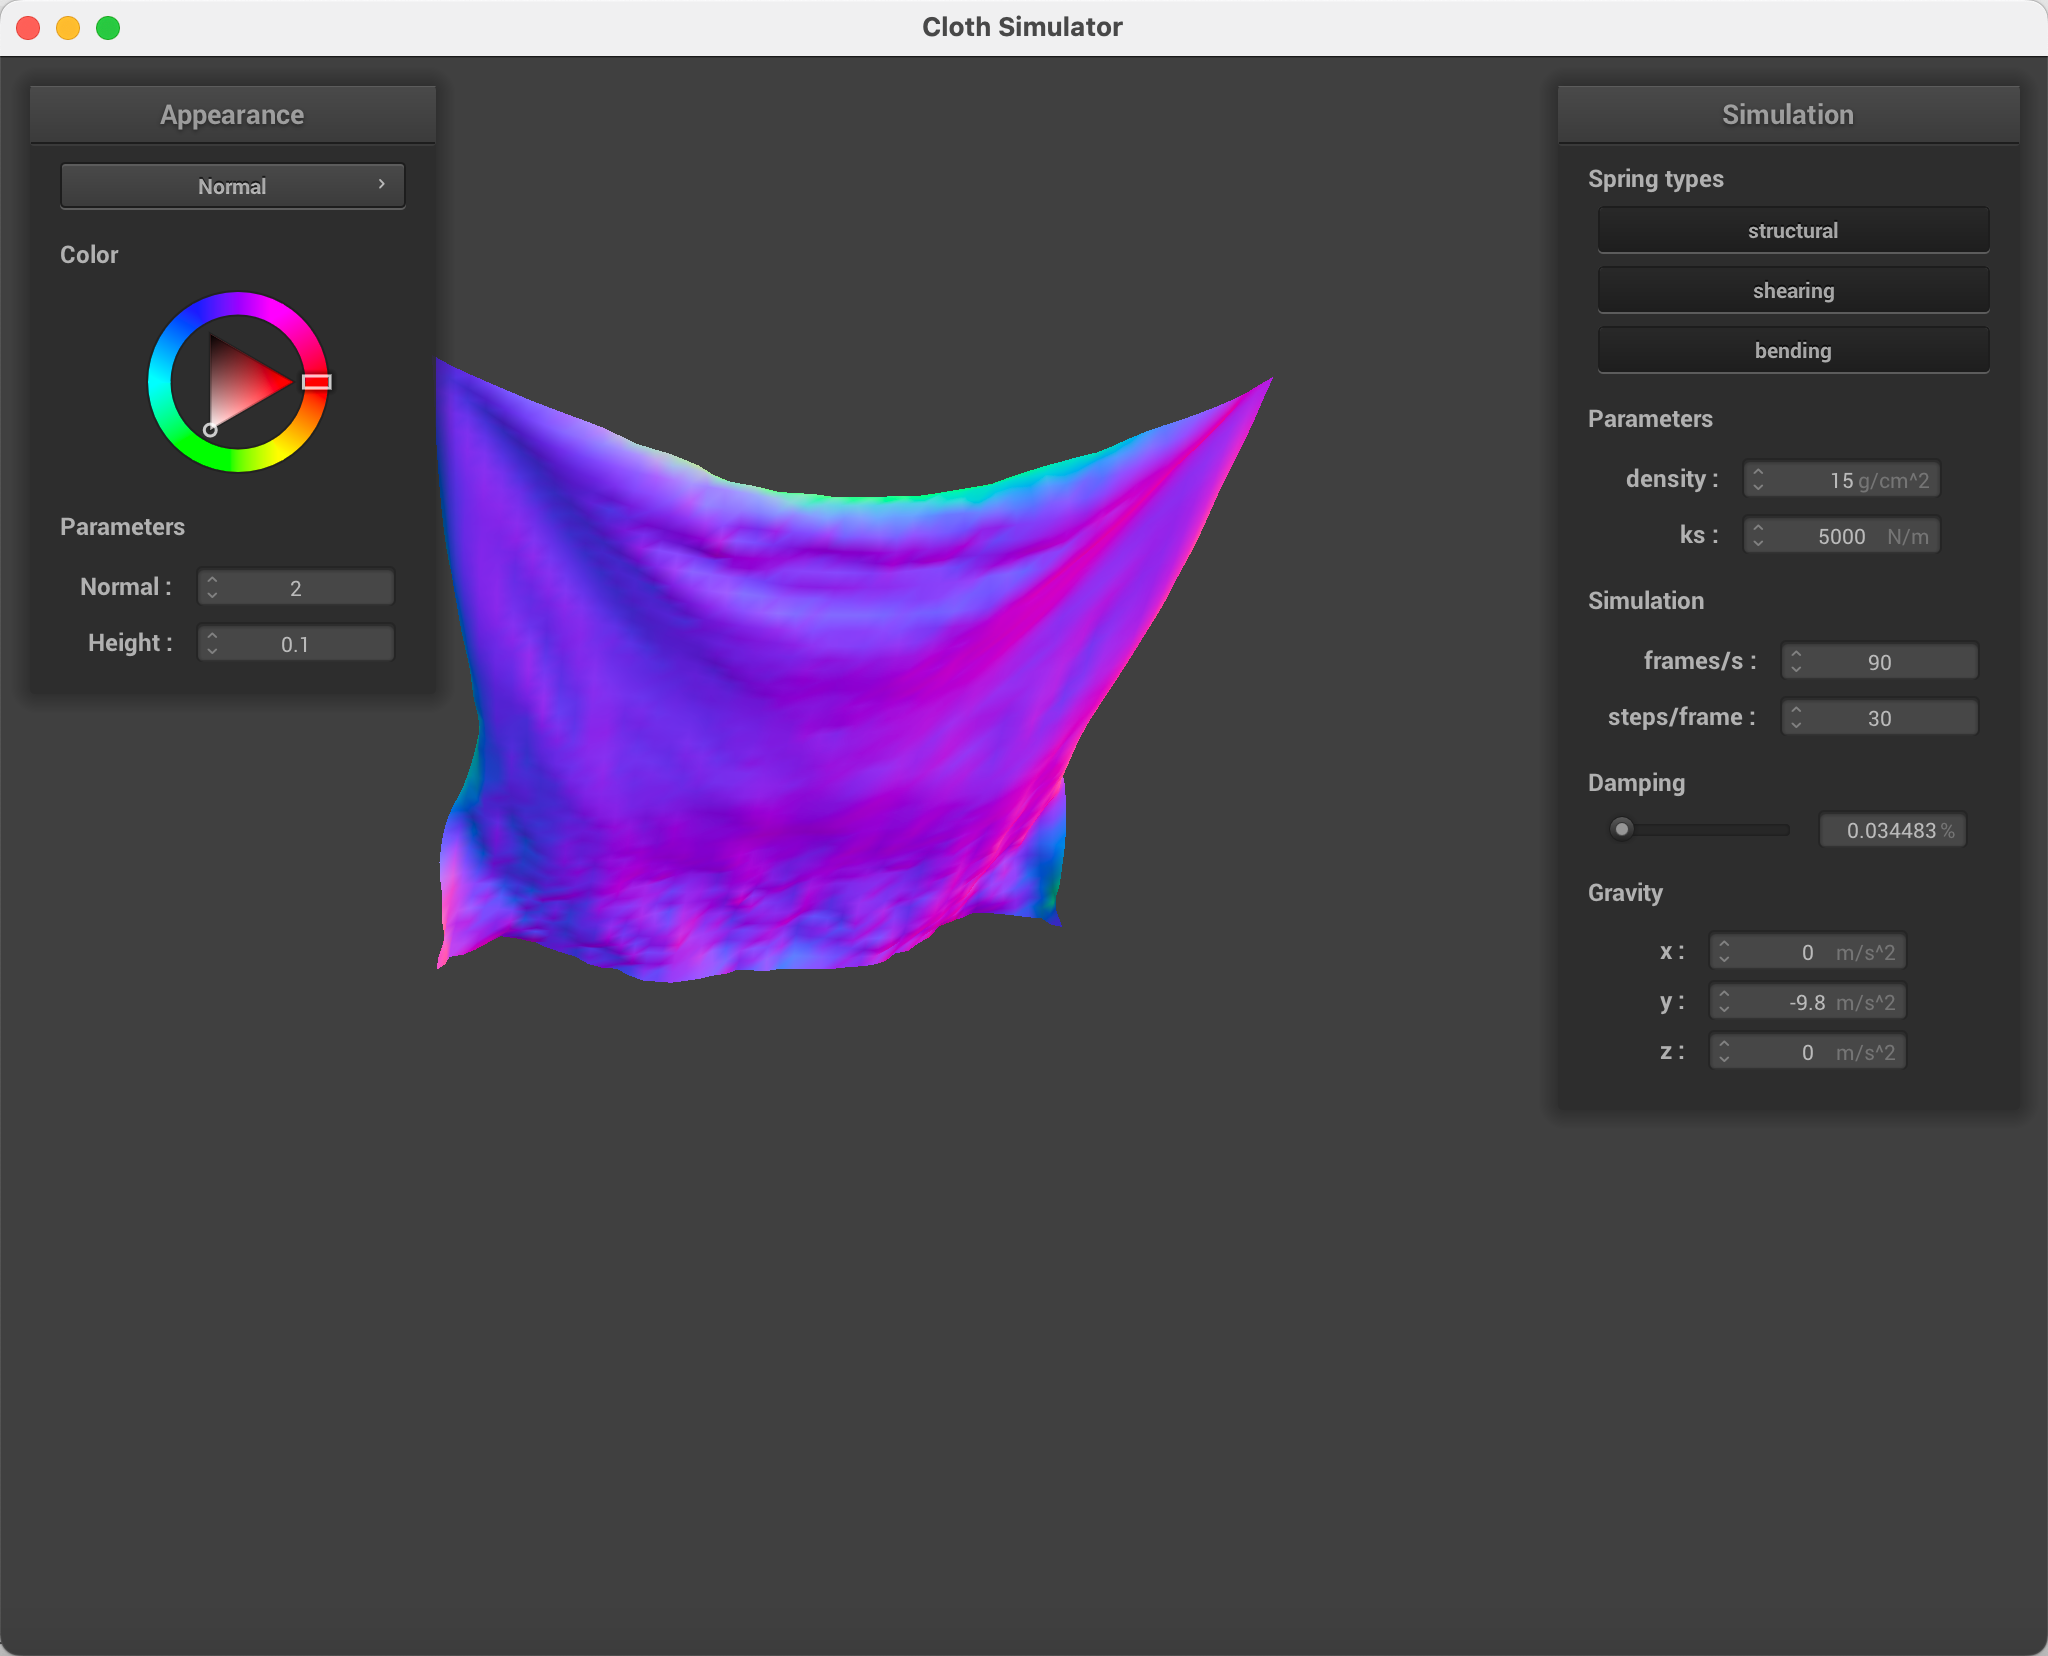 Cloth Simulator
Appearance
Normal
Color
Parameters
Normal : 2
Height : 0.1
Simulation
Spring types
structural
shearing
bending
Parameters
density : 15 g/cm^2
ks : 5000 N/m
Simulation
frames/s : 90
steps/frame : 30
Damping
0.034483 %
Gravity
x : 0 m/s^2
y : -9.8 m/s^2
z : 0 m/s^2